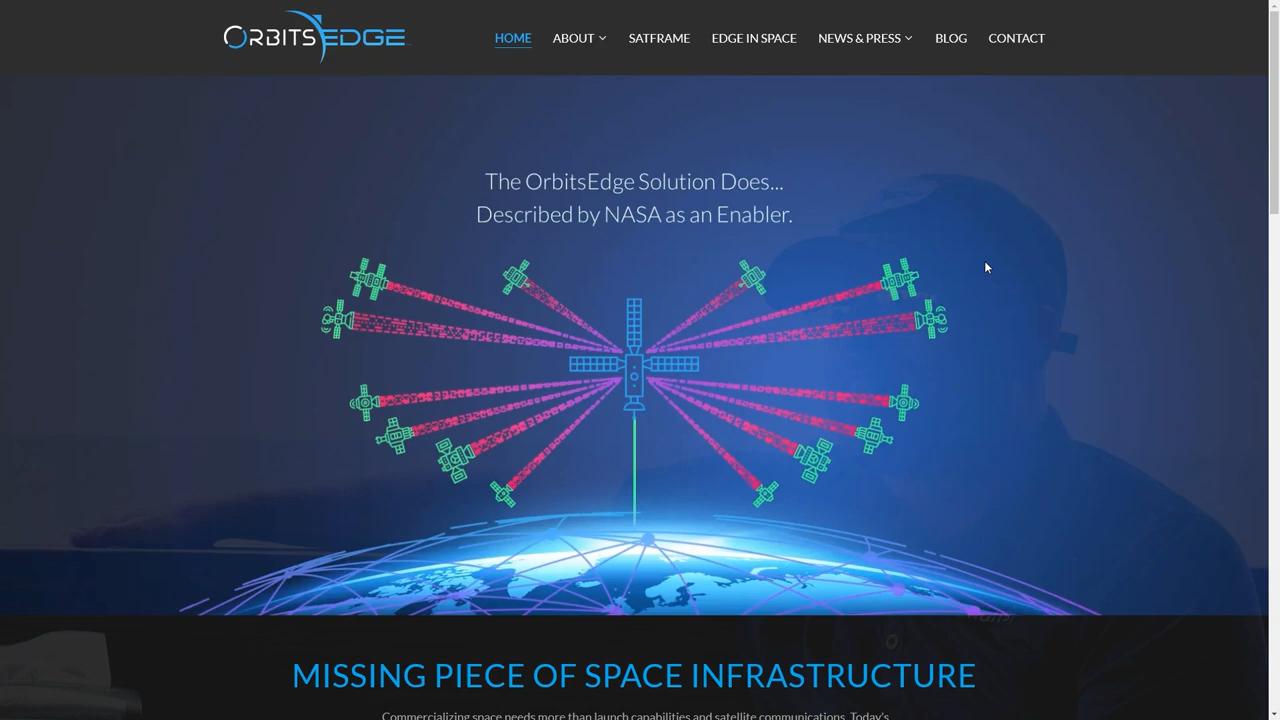 ORBITSEDGE
HOME
ABOUT
SATFRAME
EDGE IN SPACE
NEWS & PRESS
BLOG
CONTACT
The OrbitsEdge Solution Does...
Described by NASA as an Enabler.
MISSING PIECE OF SPACE INFRASTRUCTURE
Commercializing space needs more than launch capabilities and satellite communications. Today's